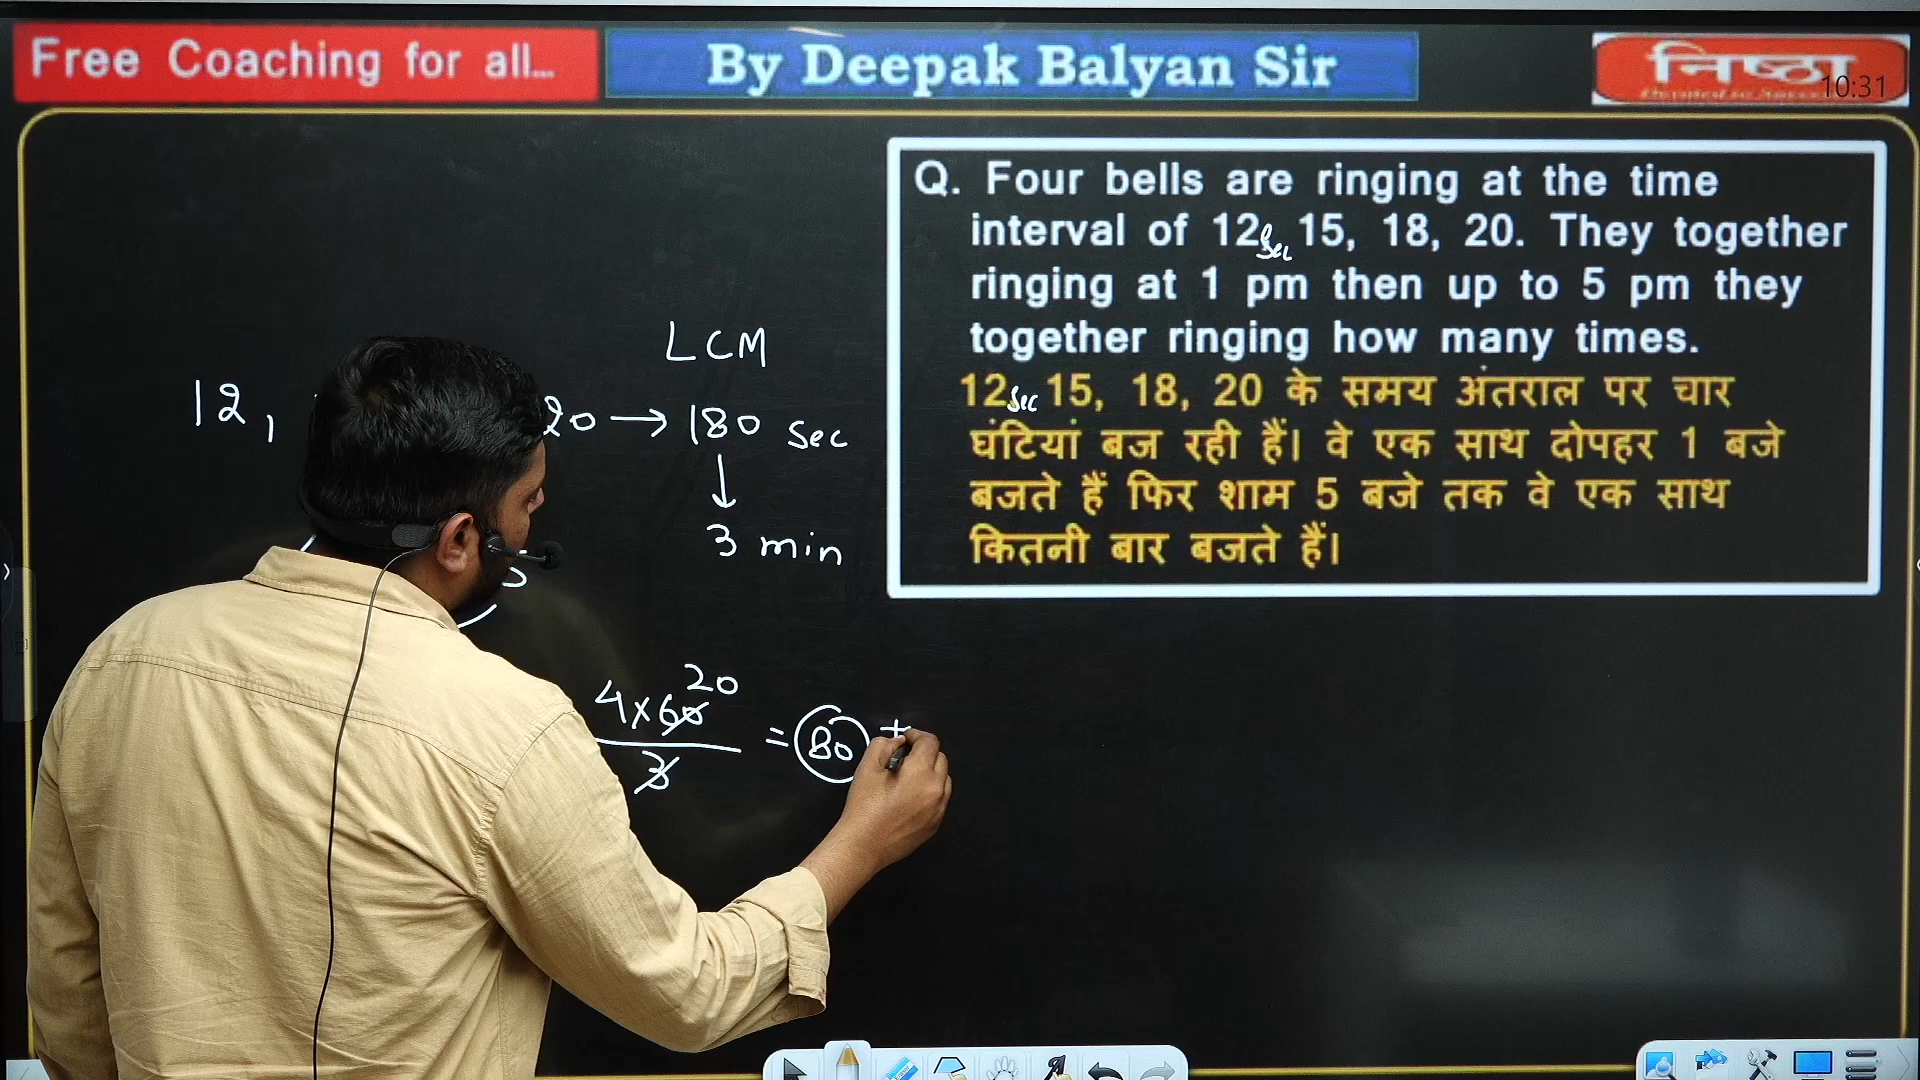 Free Coaching for all...
By Deepak Balyan Sir
निष्ठा
10:31
Q. Four bells are ringing at the time
interval of 12 sec 15, 18, 20. They together
ringing at 1 pm then up to 5 pm they
together ringing how many times.
12 sec 15, 18, 20 के समय अंतराल पर चार
घंटियां बज रही हैं। वे एक साथ दोपहर 1 बजे
बजते हैं फिर शाम 5 बजे तक वे एक साथ
कितनी बार बजते हैं।
LCM
12, 20 → 180 sec
↓
3 min
20
4×60
= 80 +
3